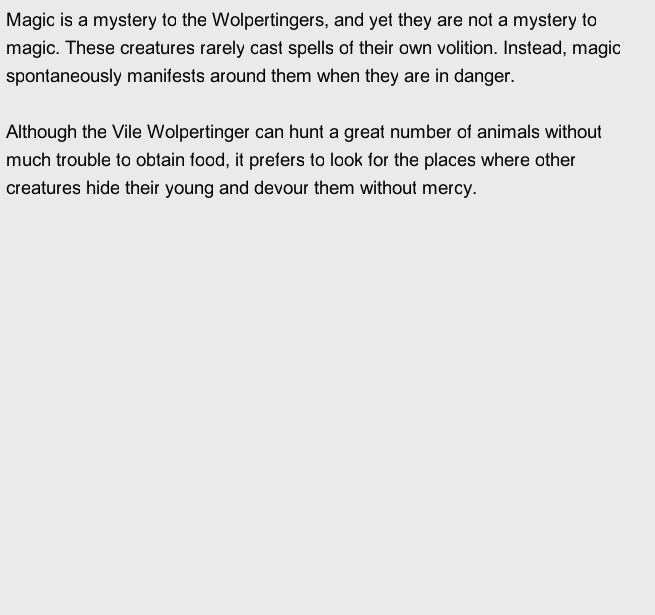 Magic is a mystery to the Wolpertingers, and yet they are not a mystery to
magic. These creatures rarely cast spells of their own volition. Instead, magic
spontaneously manifests around them when they are in danger.
Although the Vile Wolpertinger can hunt a great number of animals without
much trouble to obtain food, it prefers to look for the places where other
creatures hide their young and devour them without mercy.